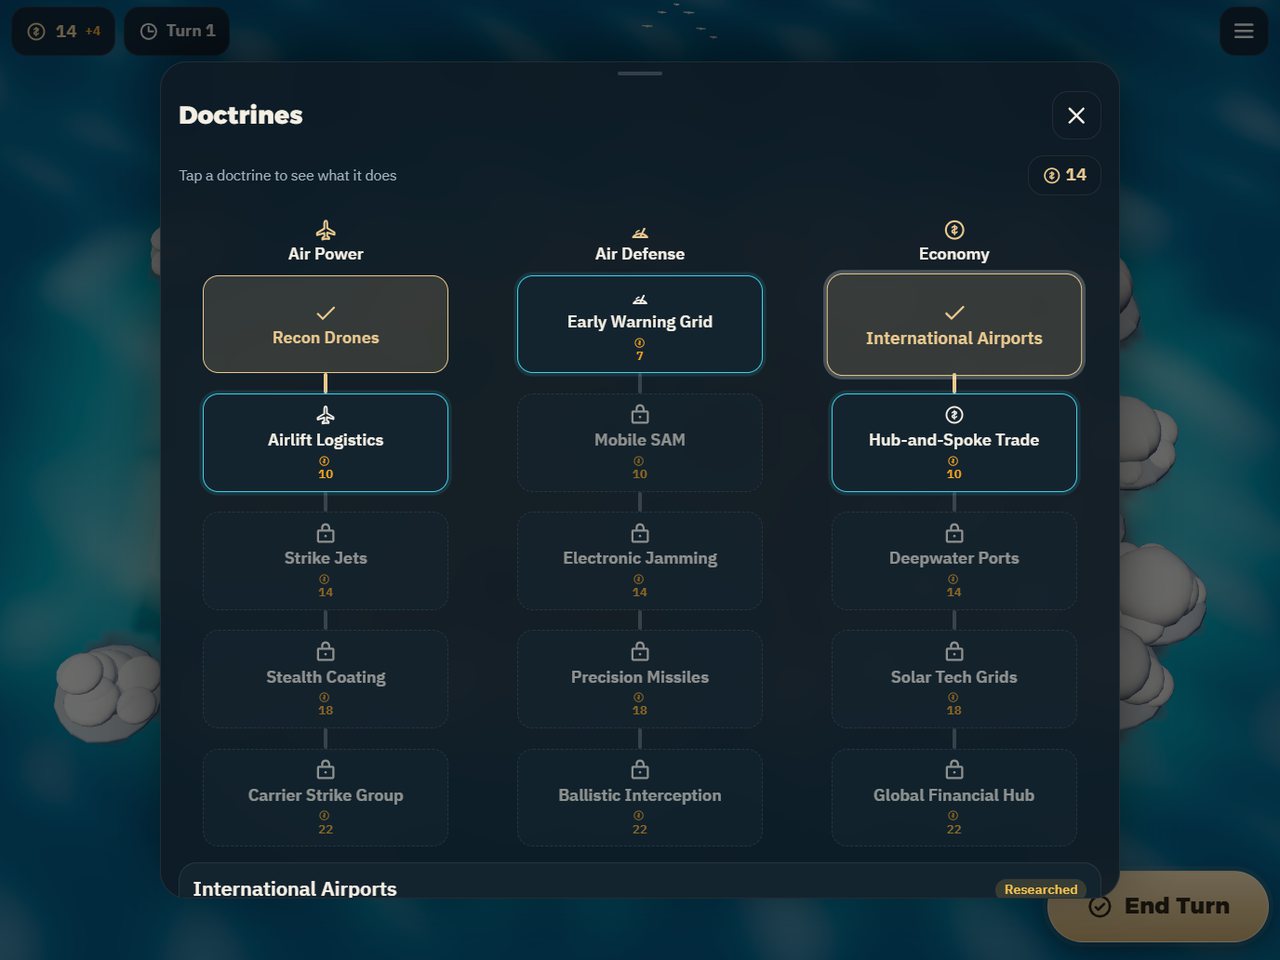 14 +4
Turn 1
Doctrines
Tap a doctrine to see what it does
14
Air Power
Air Defense
Economy
Recon Drones
Early Warning Grid
7
International Airports
Airlift Logistics
10
Mobile SAM
10
Hub-and-Spoke Trade
10
Strike Jets
14
Electronic Jamming
14
Deepwater Ports
14
Stealth Coating
18
Precision Missiles
18
Solar Tech Grids
18
Carrier Strike Group
22
Ballistic Interception
22
Global Financial Hub
22
International Airports
Researched
End Turn